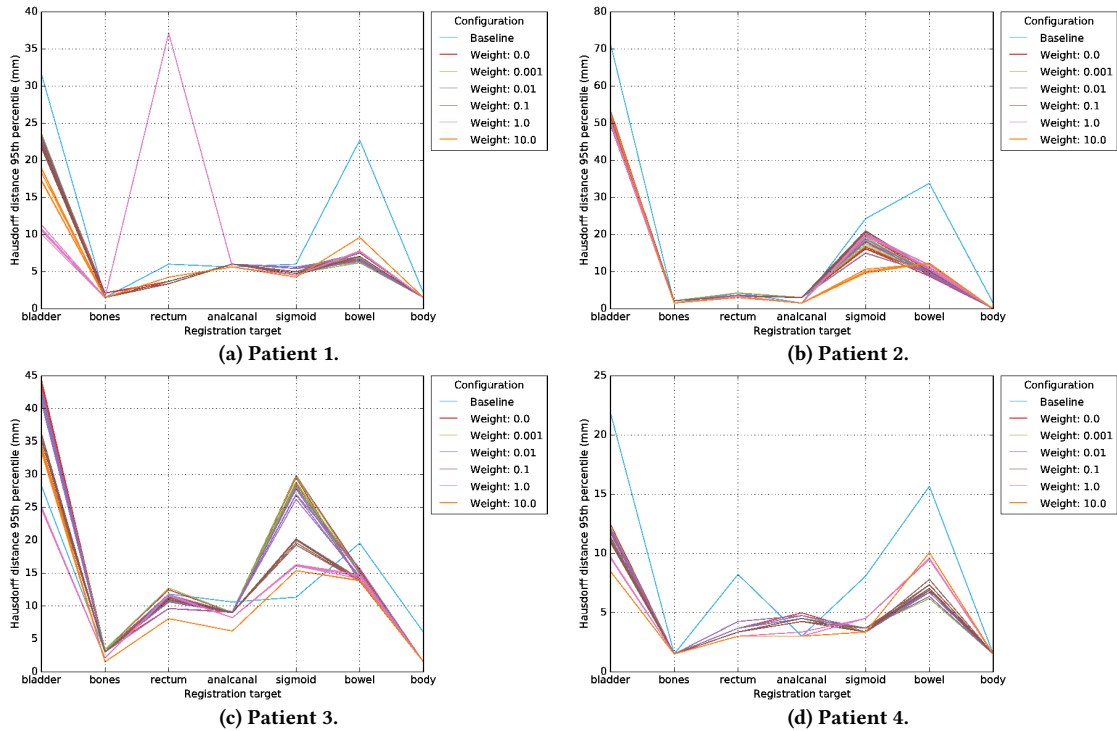 Hausdorff distance 95th percentile (mm)
40
35
30
25
20
15
10
5
0
bladder bones rectum analcanal sigmoid bowel body
Registration target
Configuration
Baseline
Weight: 0.0
Weight: 0.001
Weight: 0.01
Weight: 0.1
Weight: 1.0
Weight: 10.0
(a) Patient 1.
Hausdorff distance 95th percentile (mm)
80
70
60
50
40
30
20
10
0
bladder bones rectum analcanal sigmoid bowel body
Registration target
Configuration
Baseline
Weight: 0.0
Weight: 0.001
Weight: 0.01
Weight: 0.1
Weight: 1.0
Weight: 10.0
(b) Patient 2.
Hausdorff distance 95th percentile (mm)
45
40
35
30
25
20
15
10
5
0
bladder bones rectum analcanal sigmoid bowel body
Registration target
Configuration
Baseline
Weight: 0.0
Weight: 0.001
Weight: 0.01
Weight: 0.1
Weight: 1.0
Weight: 10.0
(c) Patient 3.
Hausdorff distance 95th percentile (mm)
25
20
15
10
5
0
bladder bones rectum analcanal sigmoid bowel body
Registration target
Configuration
Baseline
Weight: 0.0
Weight: 0.001
Weight: 0.01
Weight: 0.1
Weight: 1.0
Weight: 10.0
(d) Patient 4.